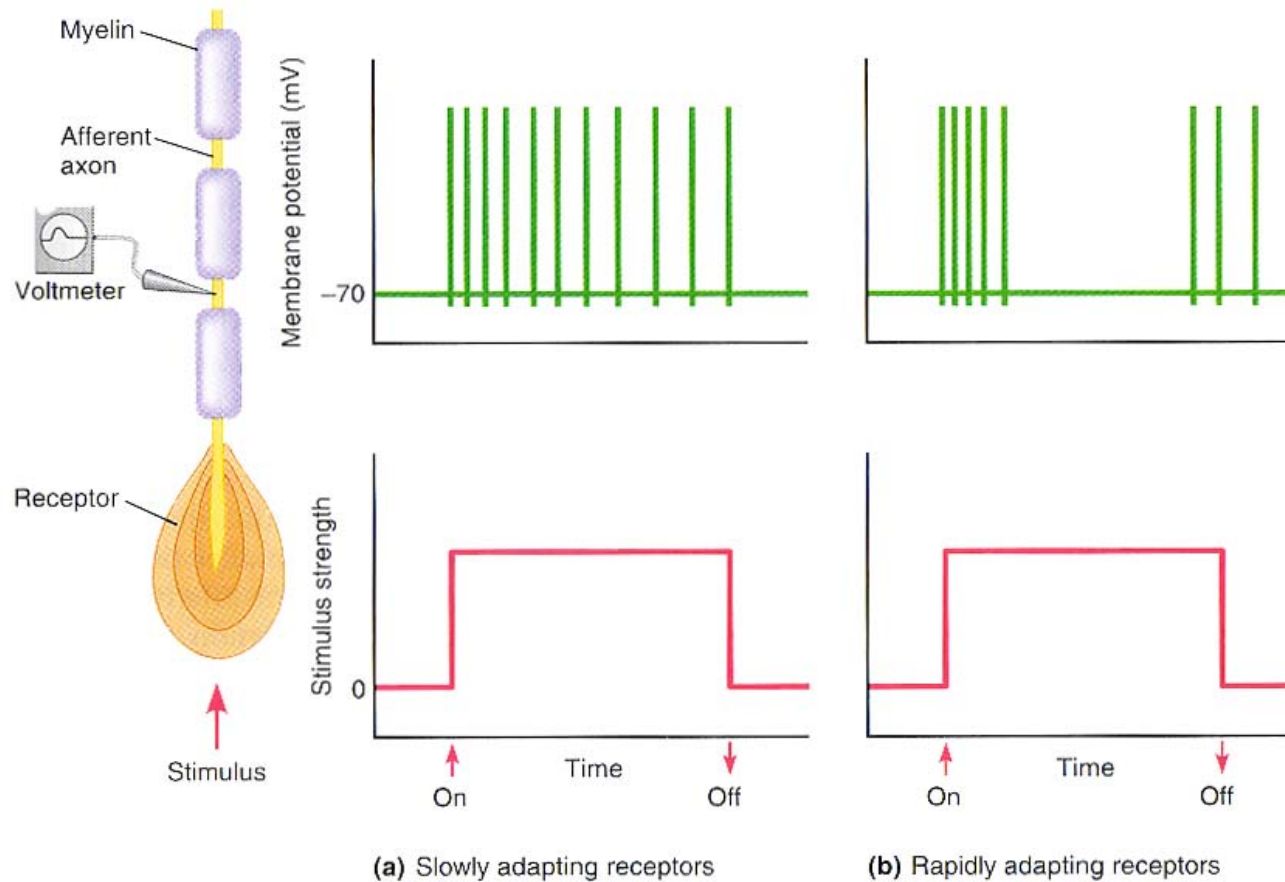 Myelin
Afferent
axon
Voltmeter
Receptor
Stimulus
Membrane potential (mV)
–70
Stimulus strength
0
Time
On
Off
Time
On
Off
(a) Slowly adapting receptors
(b) Rapidly adapting receptors